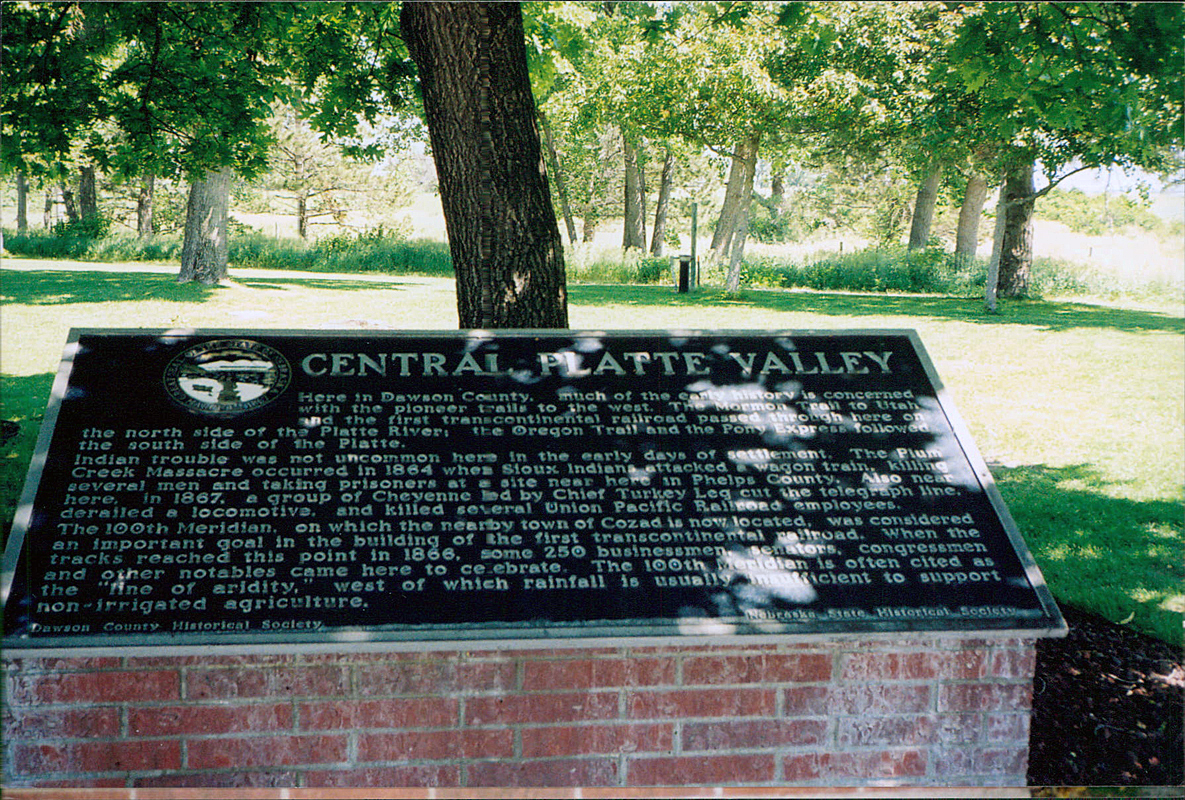 CENTRAL PLATTE VALLEY
Here in Dawson County, much of the early history is concerned
with the pioneer trails to the west. The Mormon Trail to Utah
and the first transcontinental railroad passed through here on
the north side of the Platte River; the Oregon Trail and the Pony Express followed
the south side of the Platte.
Indian trouble was not uncommon here in the early days of settlement. The Plum
Creek Massacre occurred in 1864 when Sioux Indians attacked a wagon train, killing
several men and taking prisoners at a site near here in Phelps County. Also near
here, in 1867, a group of Cheyenne led by Chief Turkey Leg cut the telegraph line,
derailed a locomotive, and killed several Union Pacific Railroad employees.
The 100th Meridian, on which the nearby town of Cozad is now located, was considered
an important goal in the building of the first transcontinental railroad. When the
tracks reached this point in 1866, some 250 businessmen, senators, congressmen
and other notables came here to celebrate. The 100th Meridian is often cited as
the "line of aridity," west of which rainfall is usually insufficient to support
non-irrigated agriculture.
Dawson County Historical Society
Nebraska State Historical Society